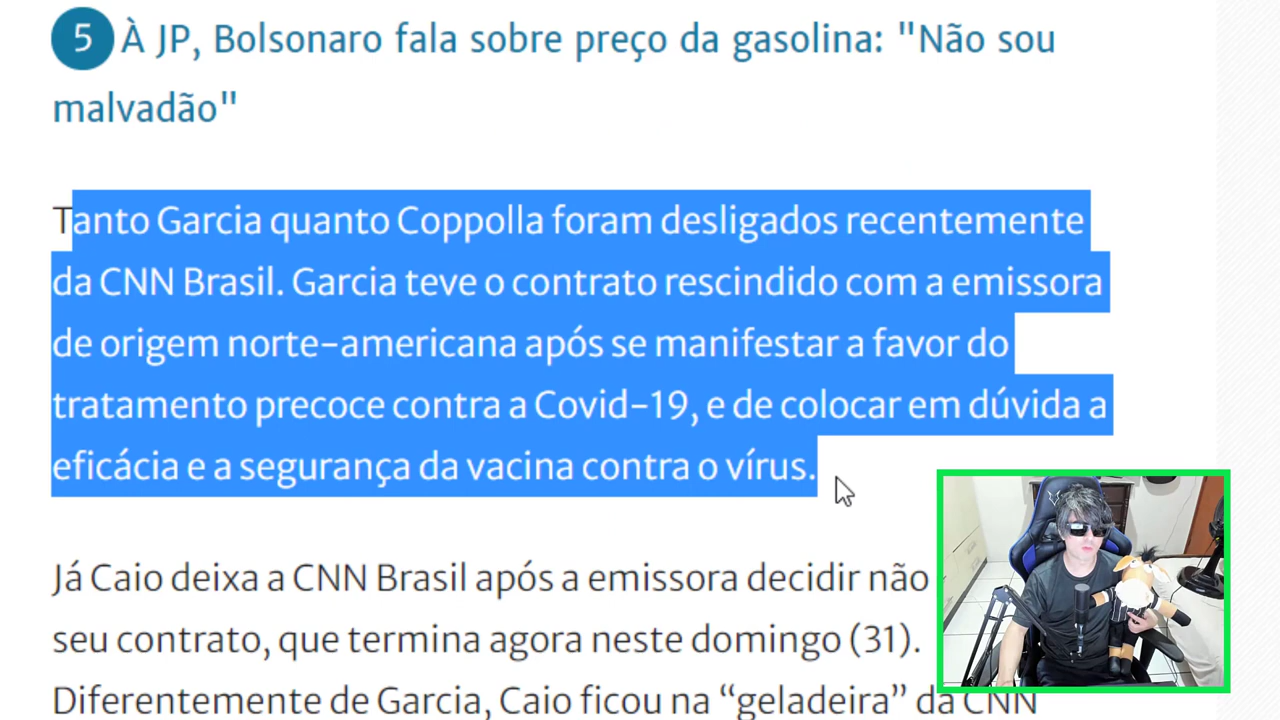 5 À JP, Bolsonaro fala sobre preço da gasolina: "Não sou
malvadão"
Tanto Garcia quanto Coppolla foram desligados recentemente
da CNN Brasil. Garcia teve o contrato rescindido com a emissora
de origem norte-americana após se manifestar a favor do
tratamento precoce contra a Covid-19, e de colocar em dúvida a
eficácia e a segurança da vacina contra o vírus.
Já Caio deixa a CNN Brasil após a emissora decidir não
seu contrato, que termina agora neste domingo (31).
Diferentemente de Garcia, Caio ficou na “geladeira” da CNN